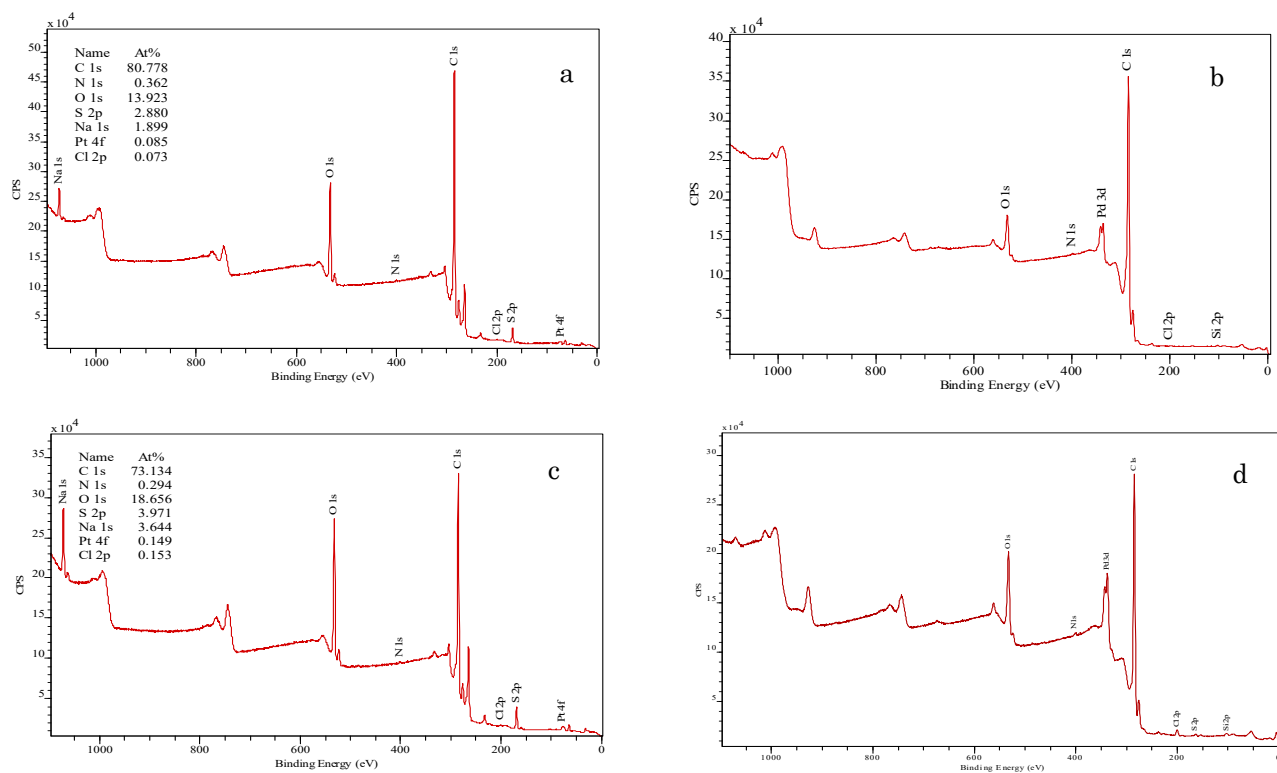 x 10⁴
a
Name At%
C 1s 80.778
N 1s 0.362
O 1s 13.923
S 2p 2.880
Na 1s 1.899
Pt 4f 0.085
Cl 2p 0.073
50
45
40
35
30
25
20
15
10
5
CPS
Na 1s
O 1s
N 1s
C 1s
Cl 2p
S 2p
Pt 4f
1000 800 600 400 200 0
Binding Energy (eV)
x 10⁴
b
40
35
30
25
20
15
10
5
CPS
O 1s
N 1s
Pd 3d
C 1s
Cl 2p
Si 2p
1000 800 600 400 200 0
Binding Energy (eV)
x 10⁴
c
Name At%
C 1s 73.134
N 1s 0.294
O 1s 18.656
S 2p 3.971
Na 1s 3.644
Pt 4f 0.149
Cl 2p 0.153
35
30
25
20
15
10
5
CPS
Na 1s
O 1s
N 1s
C 1s
Cl 2p
S 2p
Pt 4f
1000 800 600 400 200 0
Binding Energy (eV)
x 10⁴
d
30
25
20
15
10
5
CPS
O 1s
N 1s
Pd 3d
C 1s
Cl 2p
S 2p
Si 2p
1000 800 600 400 200 0
Binding Energy (eV)